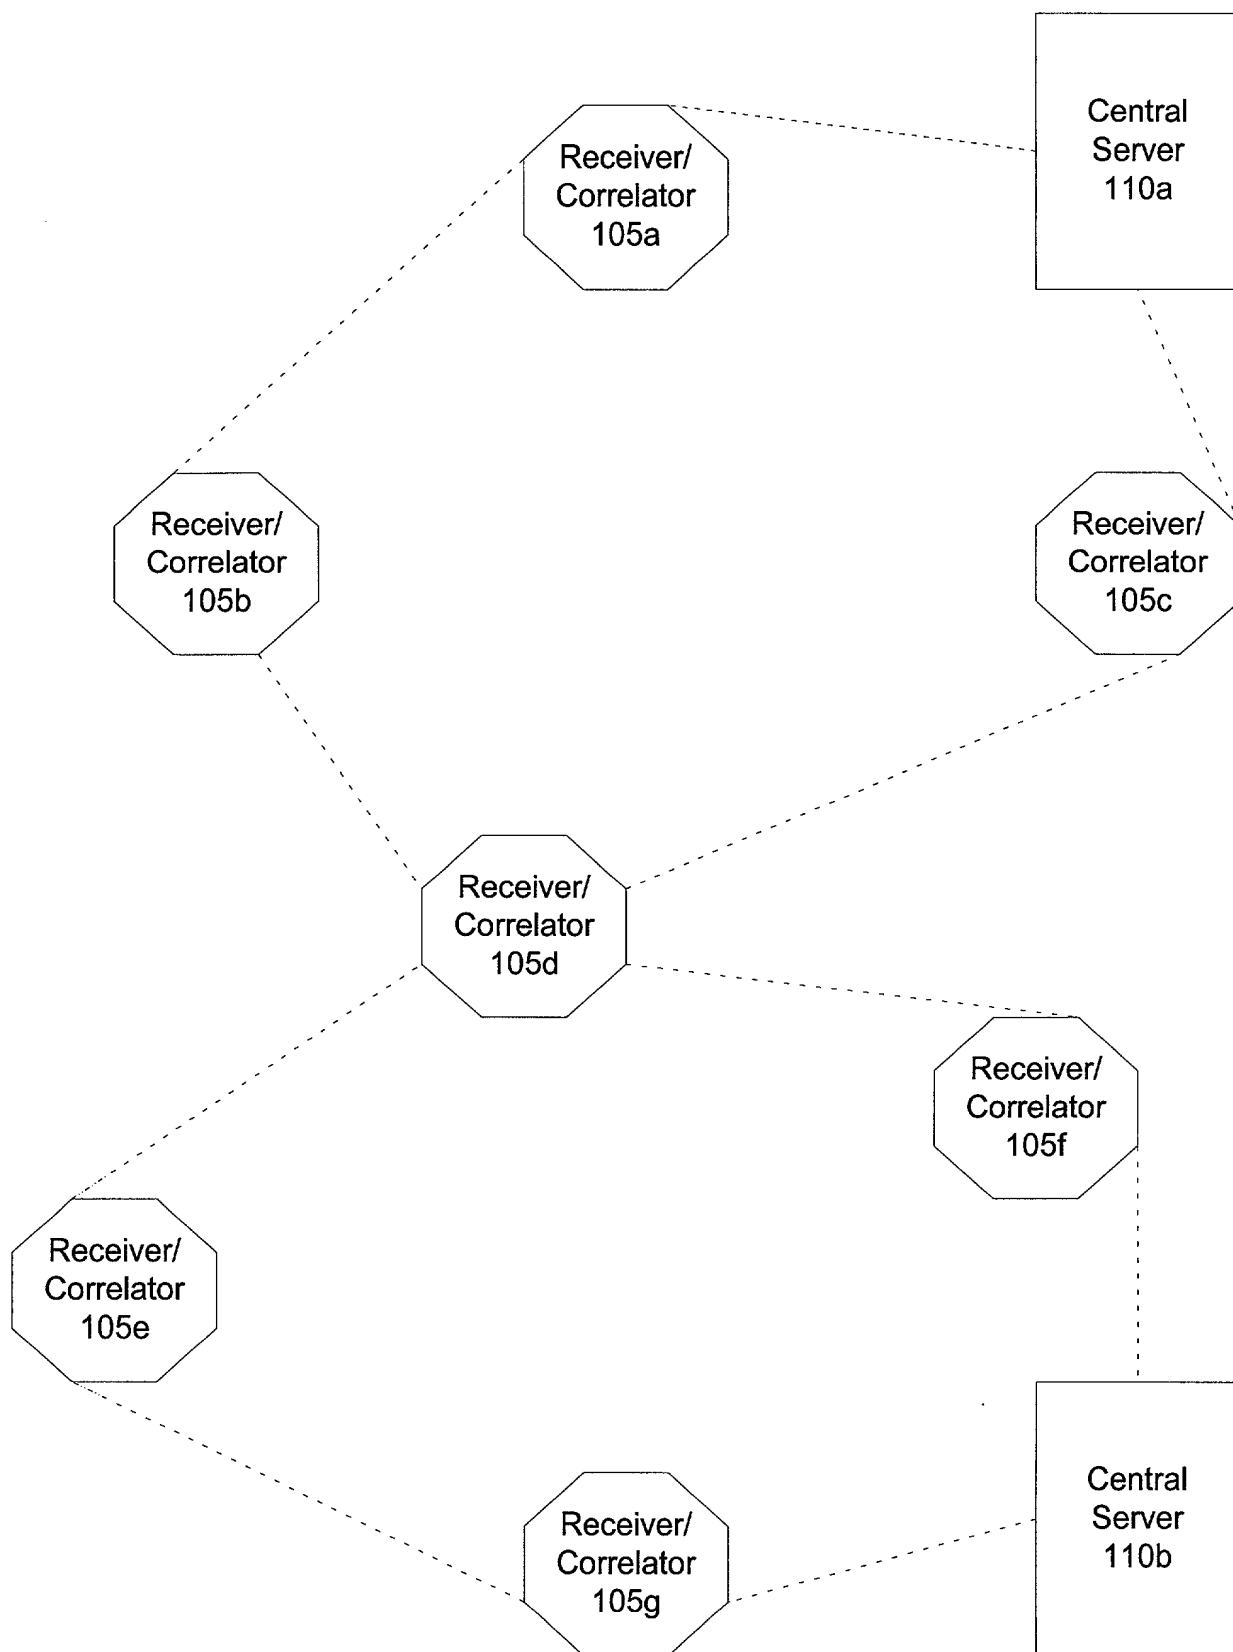 Central
Server
110a
Receiver/
Correlator
105a
Receiver/
Correlator
105b
Receiver/
Correlator
105c
Receiver/
Correlator
105d
Receiver/
Correlator
105f
Receiver/
Correlator
105e
Central
Server
110b
Receiver/
Correlator
105g